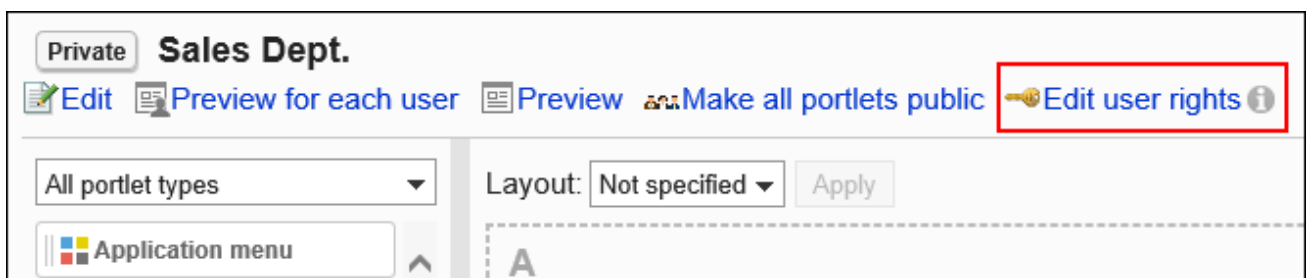 Private Sales Dept.
Edit Preview for each user Preview Make all portlets public Edit user rights
All portlet types Layout: Not specified Apply
Application menu A